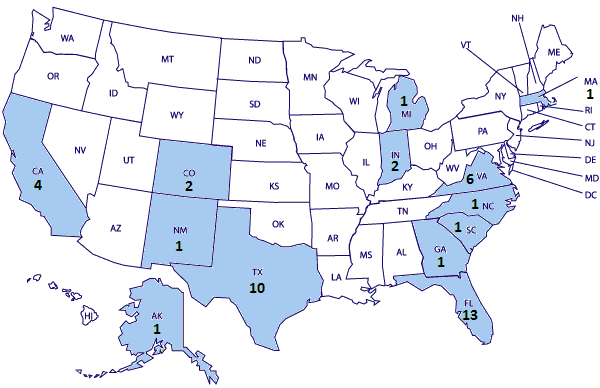 NH
WA
VT
ME
MT
ND
MN
OR
MA
1
ID
SD
WI
1
MI
NY
RI
WY
CT
IA
PA
NE
NJ
NV
OH
IL
IN
2
DE
UT
CA
4
CO
2
WV
6
VA
MD
KS
MO
KY
DC
1
NC
TN
OK
AZ
NM
1
AR
1
SC
MS
AL
GA
1
TX
10
LA
FL
13
HI
AK
1